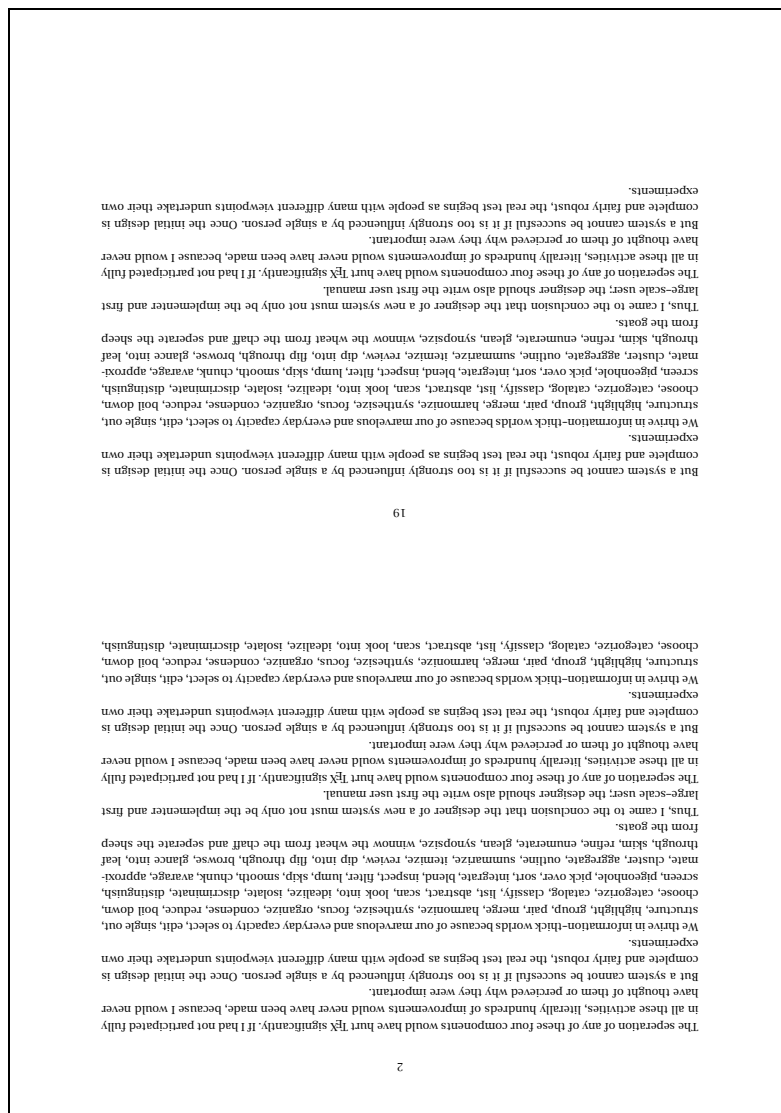 2
The seperation of any of these four components would have hurt TEX significantly. If I had not participated fully
in all these activities, literally hundreds of improvements would never have been made, because I would never
have thought of them or percieved why they were important.
But a system cannot be succesful if it is too strongly influenced by a single person. Once the initial design is
complete and fairly robust, the real test begins as people with many different viewpoints undertake their own
experiments.
We thrive in information–thick worlds because of our marvelous and everyday capacity to select, edit, single out,
structure, highlight, group, pair, merge, harmonize, synthesize, focus, organize, condense, reduce, boil down,
choose, categorize, catalog, classify, list, abstract, scan, look into, idealize, isolate, discriminate, distinguish,
screen, pigeonhole, pick over, sort, integrate, blend, inspect, filter, lump, skip, smooth, chunk, avarage, approxi-
mate, cluster, aggregate, outline, summarize, itemize, review, dip into, flip through, browse, glance into, leaf
through, skim, refine, enumerate, glean, synopsize, winnow the wheat from the chaff and seperate the sheep
from the goats.
Thus, I came to the conclusion that the designer of a new system must not only be the implementer and first
large–scale user; the designer should also write the first user manual.
The seperation of any of these four components would have hurt TEX significantly. If I had not participated fully
in all these activities, literally hundreds of improvements would never have been made, because I would never
have thought of them or percieved why they were important.
But a system cannot be succesful if it is too strongly influenced by a single person. Once the initial design is
complete and fairly robust, the real test begins as people with many different viewpoints undertake their own
experiments.
We thrive in information–thick worlds because of our marvelous and everyday capacity to select, edit, single out,
structure, highlight, group, pair, merge, harmonize, synthesize, focus, organize, condense, reduce, boil down,
choose, categorize, catalog, classify, list, abstract, scan, look into, idealize, isolate, discriminate, distinguish,
19
But a system cannot be succesful if it is too strongly influenced by a single person. Once the initial design is
complete and fairly robust, the real test begins as people with many different viewpoints undertake their own
experiments.
We thrive in information–thick worlds because of our marvelous and everyday capacity to select, edit, single out,
structure, highlight, group, pair, merge, harmonize, synthesize, focus, organize, condense, reduce, boil down,
choose, categorize, catalog, classify, list, abstract, scan, look into, idealize, isolate, discriminate, distinguish,
screen, pigeonhole, pick over, sort, integrate, blend, inspect, filter, lump, skip, smooth, chunk, avarage, approxi-
mate, cluster, aggregate, outline, summarize, itemize, review, dip into, flip through, browse, glance into, leaf
through, skim, refine, enumerate, glean, synopsize, winnow the wheat from the chaff and seperate the sheep
from the goats.
Thus, I came to the conclusion that the designer of a new system must not only be the implementer and first
large–scale user; the designer should also write the first user manual.
The seperation of any of these four components would have hurt TEX significantly. If I had not participated fully
in all these activities, literally hundreds of improvements would never have been made, because I would never
have thought of them or percieved why they were important.
But a system cannot be succesful if it is too strongly influenced by a single person. Once the initial design is
complete and fairly robust, the real test begins as people with many different viewpoints undertake their own
experiments.